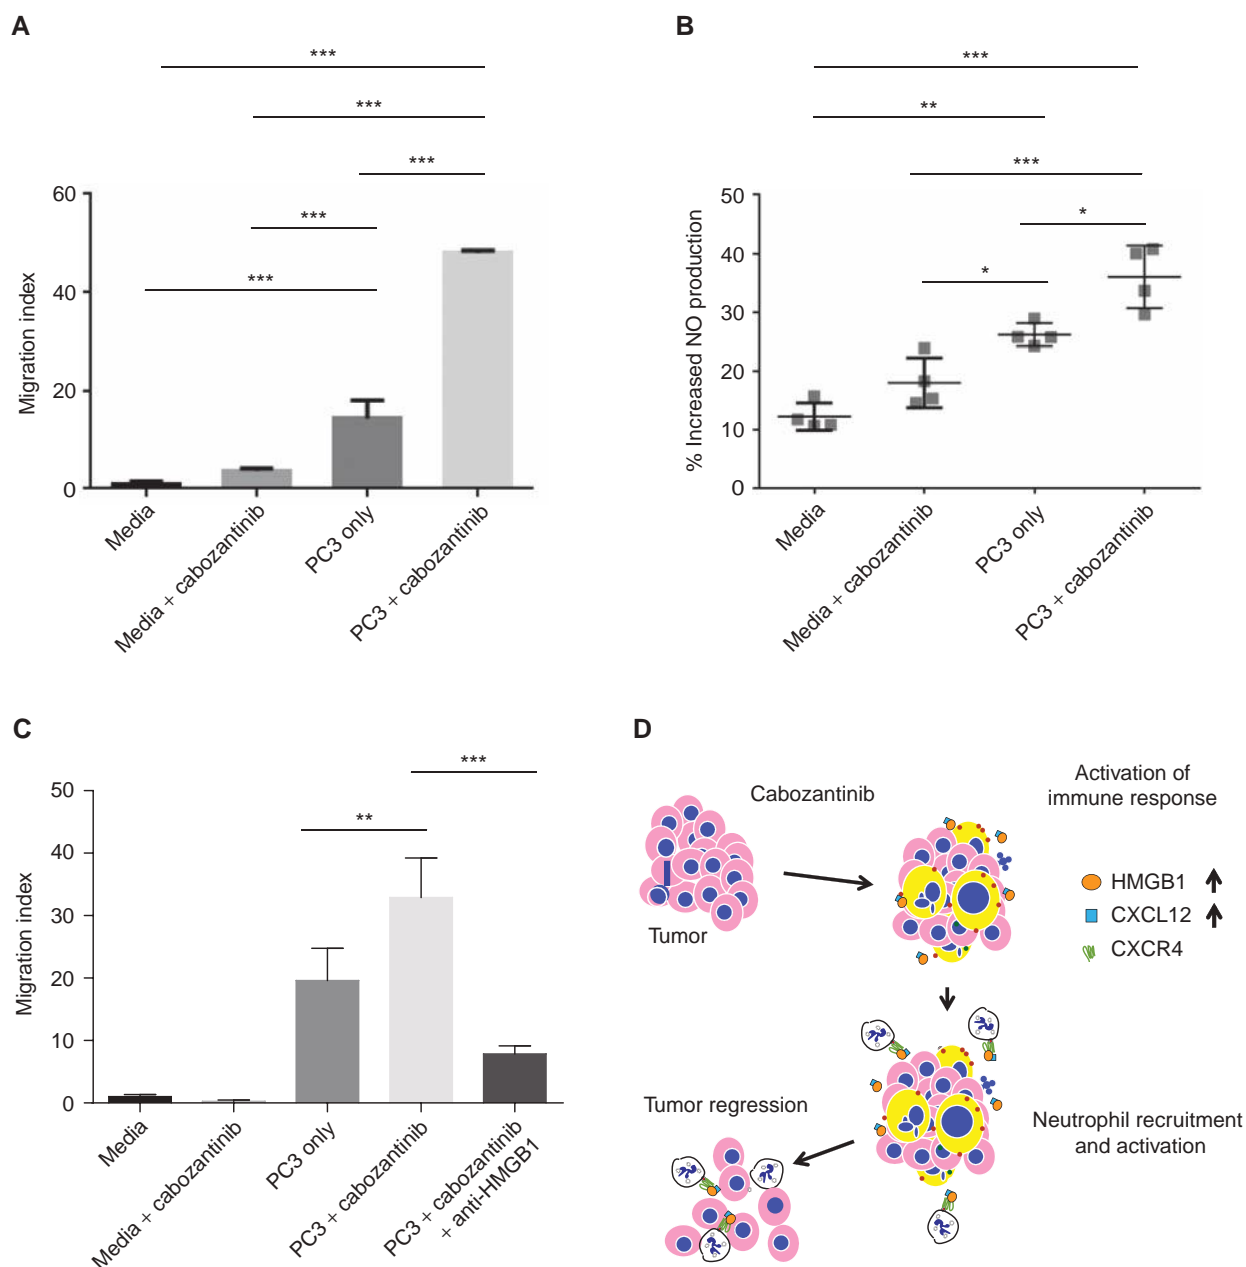 A
***
***
***
***
***
Migration index
60
40
20
0
Media
Media + cabozantinib
PC3 only
PC3 + cabozantinib
B
***
**
***
*
*
% Increased NO production
50
40
30
20
10
0
Media
Media + cabozantinib
PC3 only
PC3 + cabozantinib
C
***
**
Migration index
50
40
30
20
10
0
Media
Media + cabozantinib
PC3 only
PC3 + cabozantinib
PC3 + cabozantinib
+ anti-HMGB1
D
Cabozantinib
Activation of
immune response
HMGB1
CXCL12
CXCR4
Tumor
Neutrophil recruitment
and activation
Tumor regression